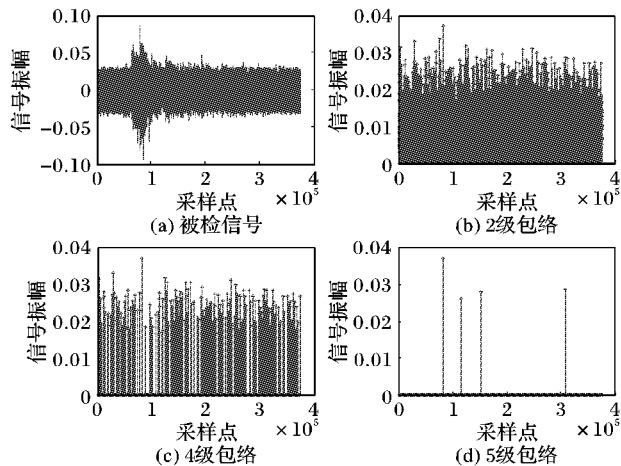 0.10
0.05
0
−0.05
−0.10
信号振幅
0 1 2 3 4
采样点 ×10⁵
(a) 被检信号
0.04
0.03
0.02
0.01
0
信号振幅
0 1 2 3 4
采样点 ×10⁵
(b) 2级包络
0.04
0.03
0.02
0.01
0
信号振幅
0 1 2 3 4
采样点 ×10⁵
(c) 4级包络
0.04
0.03
0.02
0.01
0
信号振幅
0 1 2 3 4
采样点 ×10⁵
(d) 5级包络